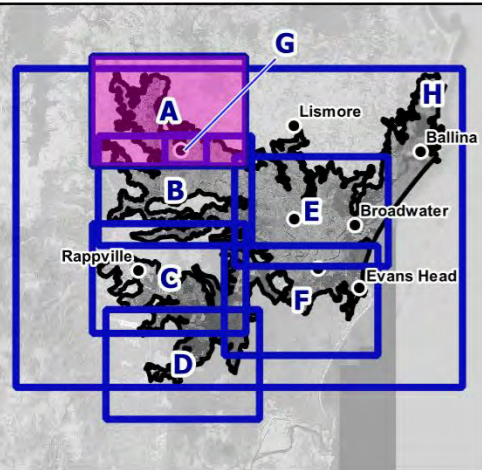 G
A
H
Lismore
Ballina
B
E
Broadwater
Rappville
C
Evans Head
F
D